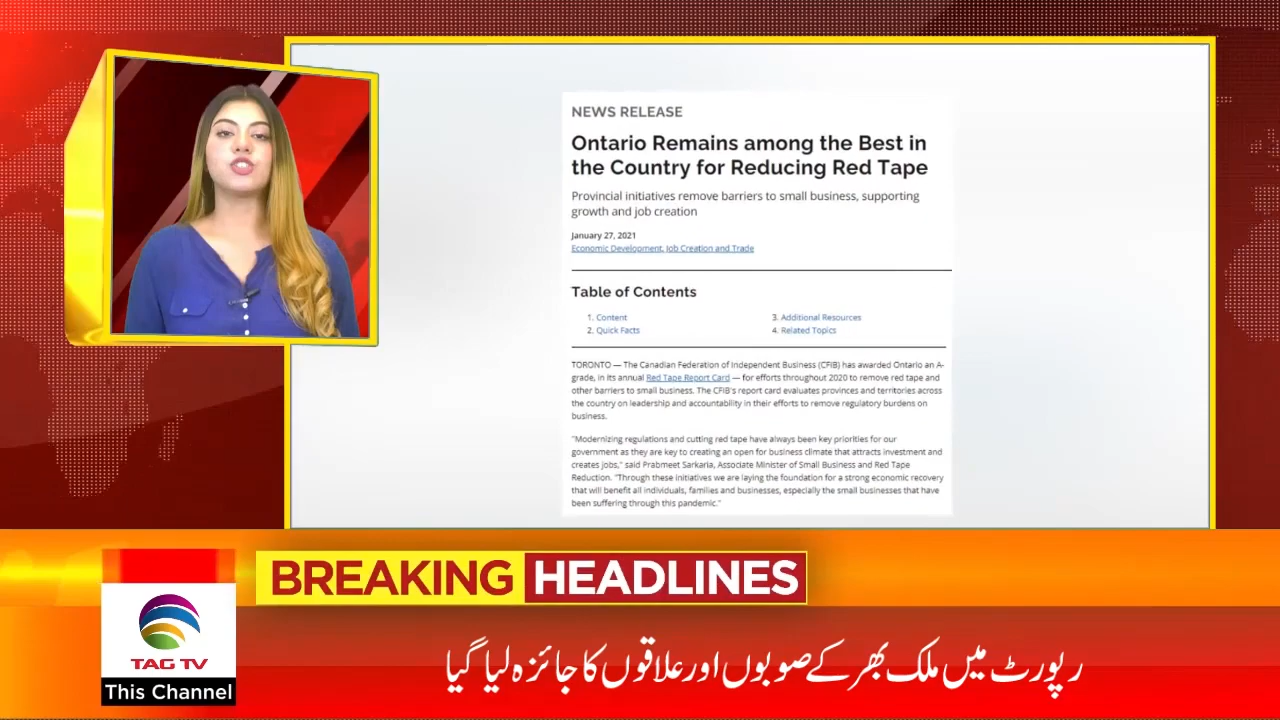 NEWS RELEASE
Ontario Remains among the Best in
the Country for Reducing Red Tape
Provincial initiatives remove barriers to small business, supporting
growth and job creation
January 27, 2021
Economic Development, Job Creation and Trade
Table of Contents
1. Content
2. Quick Facts
3. Additional Resources
4. Related Topics
TORONTO — The Canadian Federation of Independent Business (CFIB) has awarded Ontario an A-
grade, in its annual Red Tape Report Card — for efforts throughout 2020 to remove red tape and
other barriers to small business. The CFIB's report card evaluates provinces and territories across
the country on leadership and accountability in their efforts to remove regulatory burdens on
business.
"Modernizing regulations and cutting red tape have always been key priorities for our
government as they are key to creating an open for business climate that attracts investment and
creates jobs," said Prabmeet Sarkaria, Associate Minister of Small Business and Red Tape
Reduction. "Through these initiatives we are laying the foundation for a strong economic recovery
that will benefit all individuals, families and businesses, especially the small businesses that have
been suffering through this pandemic."
BREAKING HEADLINES
TAG TV
This Channel
رپورٹ میں ملک بھر کے صوبوں اور علاقوں کا جائزہ لیا گیا